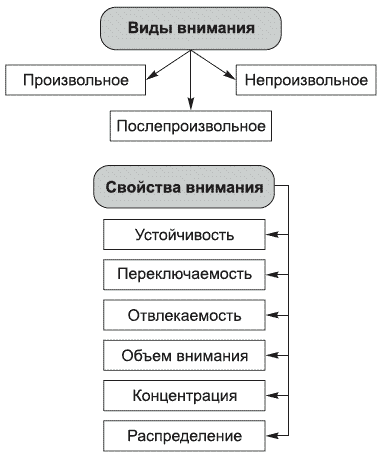 Виды внимания
Произвольное
Непроизвольное
Послепроизвольное
Свойства внимания
Устойчивость
Переключаемость
Отвлекаемость
Объем внимания
Концентрация
Распределение